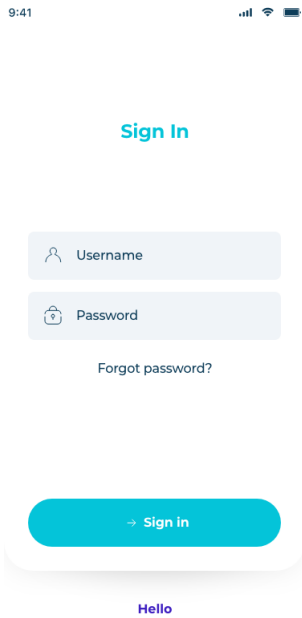 9:41
Sign In
Username
Password
Forgot password?
Sign in
Hello